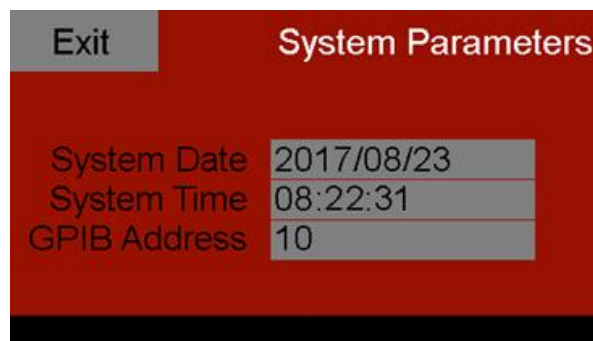 Exit System Parameters
System Date 2017/08/23
System Time 08:22:31
GPIB Address 10